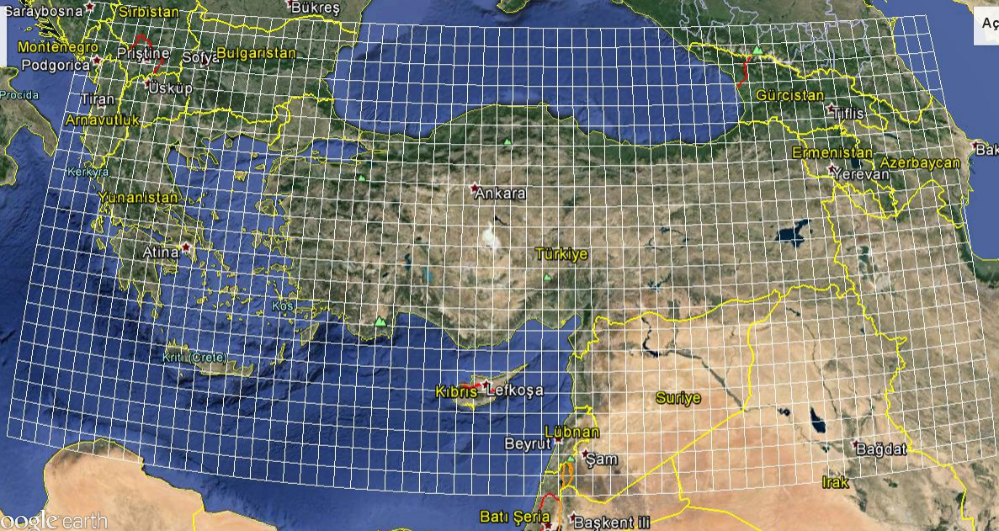 Saraybosna
Sırbistan
Bükreş
Aç
Montenegro
Priştine
Sofya
Bulgaristan
Podgorica
Üsküp
Procida
Tiran
Gürcistan
Tiflis
Arnavutluk
Ermenistan
Bak
Azerbaycan
Kerkyra
Yerevan
Yunanistan
Ankara
Atina
Türkiye
Kos
Kriti (Crete)
Kıbrıs
Lefkoşa
Suriye
Lübnan
Beyrut
Şam
Bağdat
Irak
Batı Şeria
Başkent ili
oogle earth